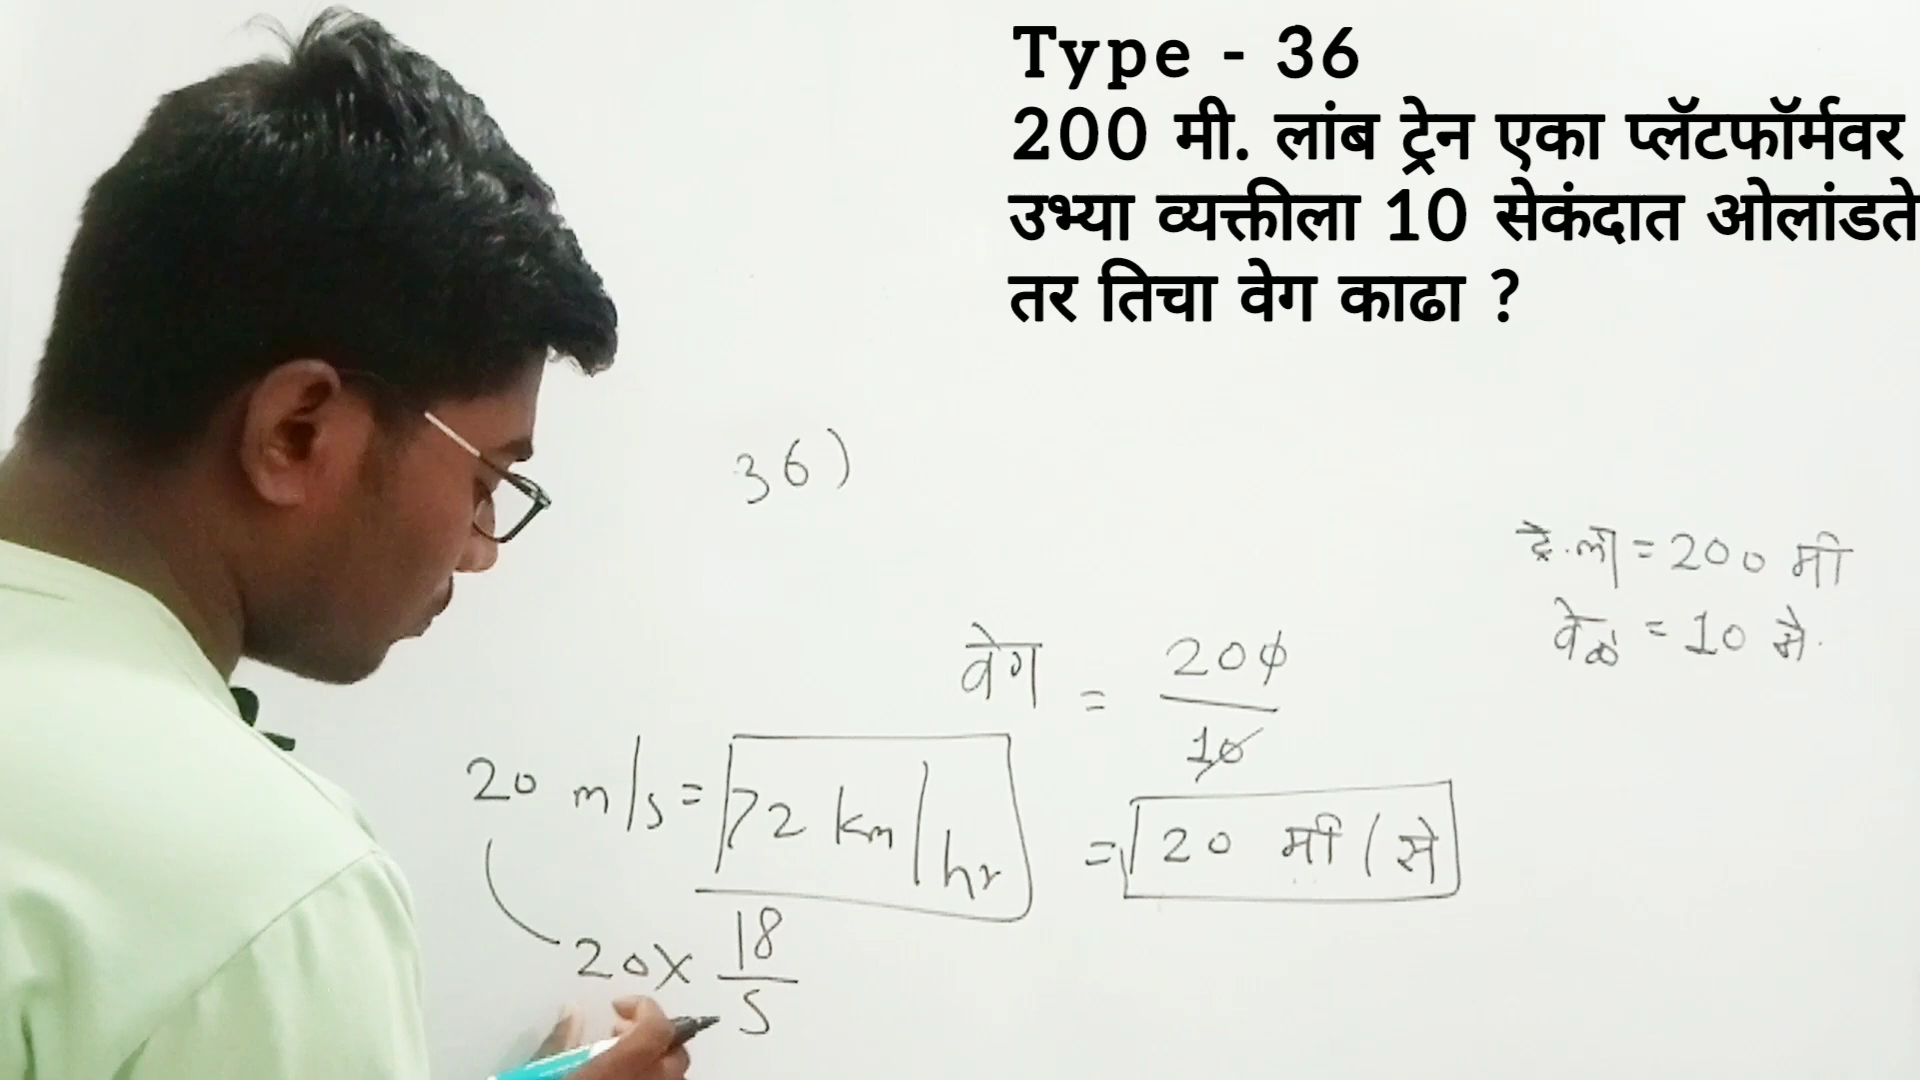 Type - 36
200 मी. लांब ट्रेन एका प्लॅटफॉर्मवर
उभ्या व्यक्तीला 10 सेकंदात ओलांडते
तर तिचा वेग काढा ?
36)
ट्रे.लां = 200 मी
वेळ = 10 से.
वेग = 200/10
= 20 मी/से
20 m/s = 72 km/hr
20 x 18/5